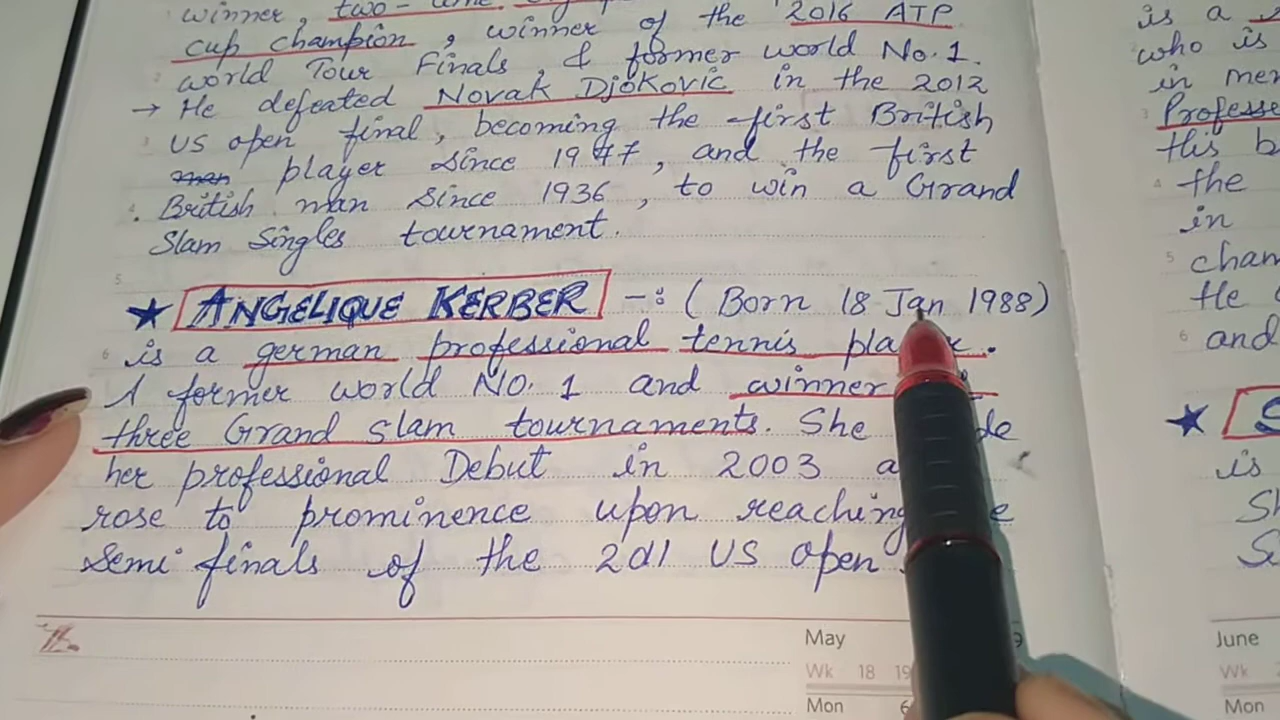 winner, two-time
cup champion, winner of the 2016 ATP
world Tour Finals, & former world No. 1.
→ He defeated Novak Djokovic in the 2012
US open final, becoming the first British
man player since 1977, and the first
British man since 1936, to win a Grand
Slam Singles tournament.
★ ANGELIQUE KERBER -: ( Born 18 Jan 1988)
is a german professional tennis
A former world No. 1 and winner
three Grand slam tournaments. She
her professional Debut in 2003
rose to prominence upon reaching
semi finals of the 2011 US open
May
Wk 18 19
Mon 6
is a
who is
in
Professe
this b
the
in
cham
He
and
★
is
Sh
S
June
Wk
Mon